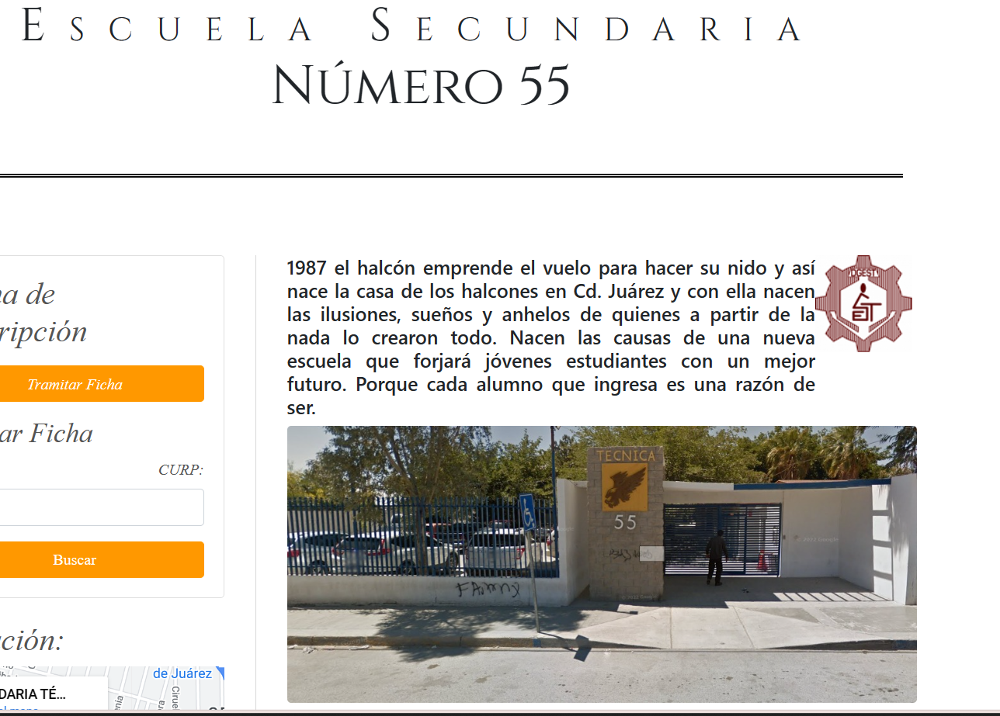 Escuela Secundaria
Número 55
ripción
Tramitar Ficha
ar Ficha
CURP:
Buscar
ción:
de Juárez
DARIA TÉ...
Cirue
1987 el halcón emprende el vuelo para hacer su nido y así
nace la casa de los halcones en Cd. Juárez y con ella nacen
las ilusiones, sueños y anhelos de quienes a partir de la
nada lo crearon todo. Nacen las causas de una nueva
escuela que forjará jóvenes estudiantes con un mejor
futuro. Porque cada alumno que ingresa es una razón de
ser.
TECNICA
55
© 2022 Google